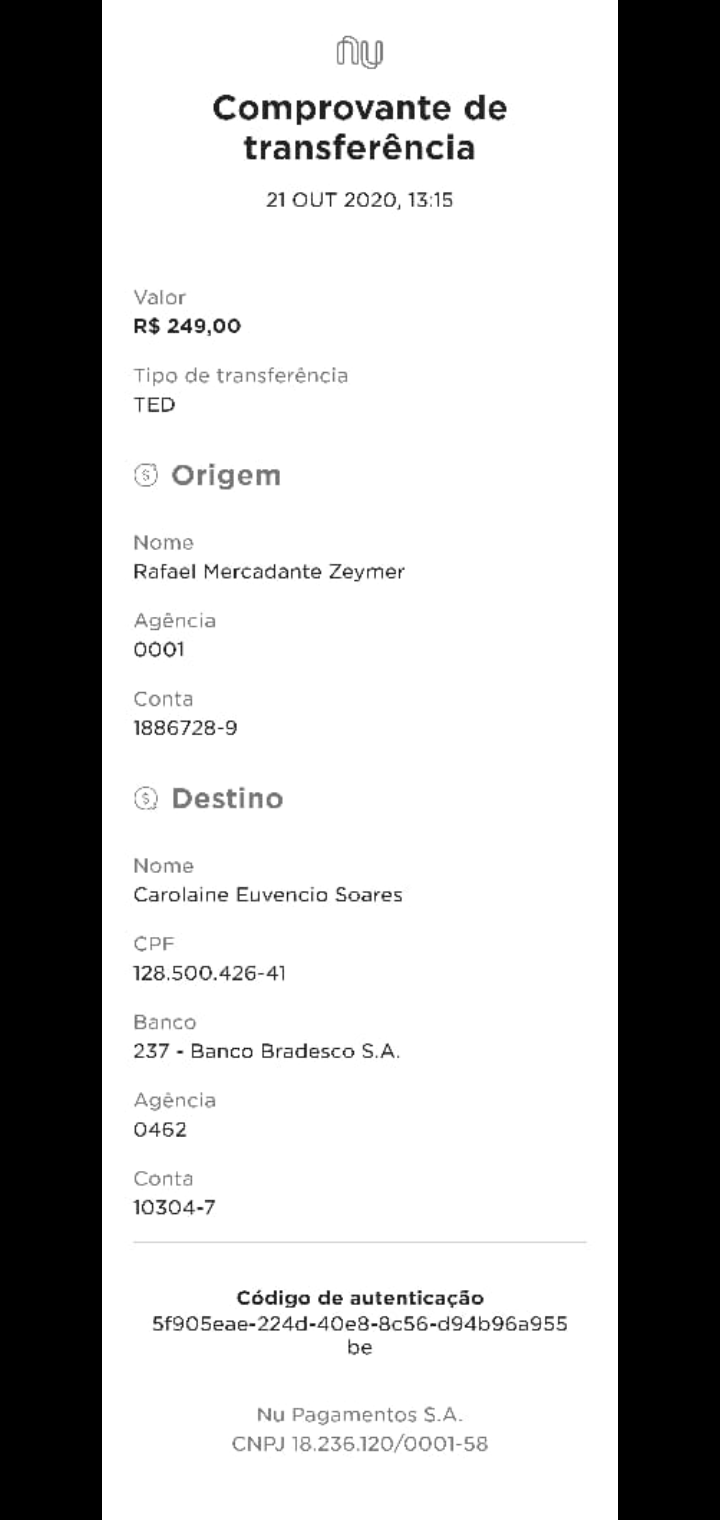 nu
Comprovante de
transferência
21 OUT 2020, 13:15
Valor
R$ 249,00
Tipo de transferência
TED
Origem
Nome
Rafael Mercadante Zeymer
Agência
0001
Conta
1886728-9
Destino
Nome
Carolaine Euvencio Soares
CPF
128.500.426-41
Banco
237 - Banco Bradesco S.A.
Agência
0462
Conta
10304-7
Código de autenticação
5f905eae-224d-40e8-8c56-d94b96a955
be
Nu Pagamentos S.A.
CNPJ 18.236.120/0001-58